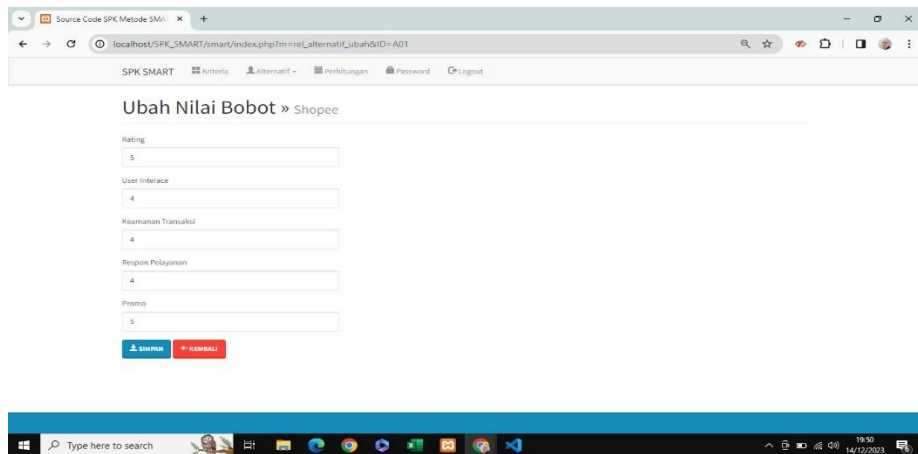 Source Code SPK Metode SMA
localhost/SPK_SMART/smart/index.php?m=rel_alternatif_ubah&ID=A01
SPK SMART Kriteria Alternatif Perhitungan Password Logout
Ubah Nilai Bobot » Shopee
Rating
5
User Interace
4
Keamanan Transaksi
4
Respon Pelayanan
4
Promo
5
SIMPAN KEMBALI
Type here to search
19:50
14/12/2023